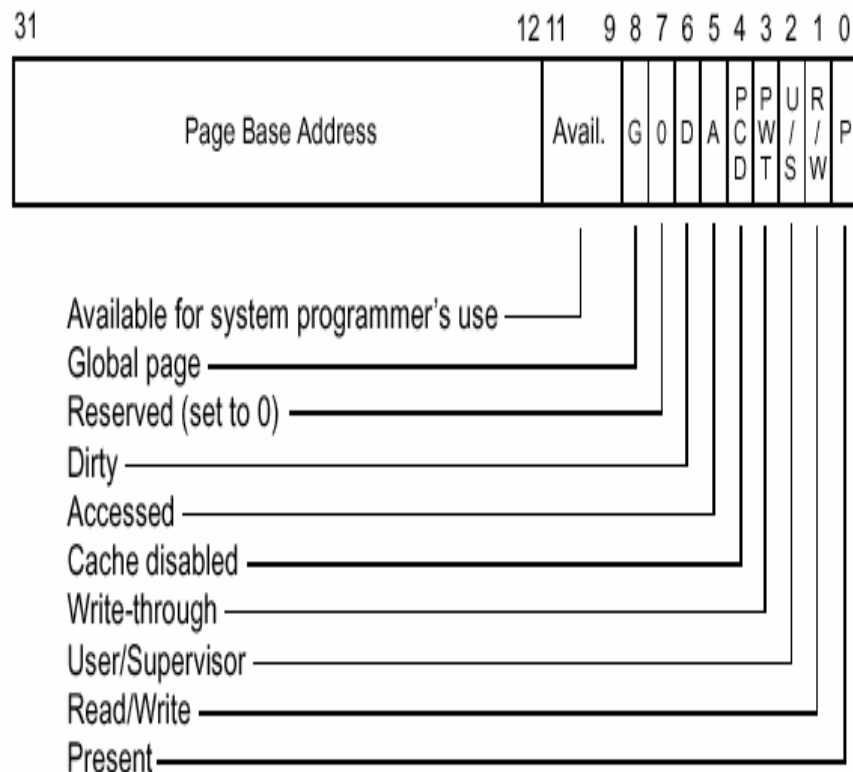 31 12 11 9 8 7 6 5 4 3 2 1 0
Page Base Address Avail. G 0 D A PCD PWT U/S R/W P
Available for system programmer's use
Global page
Reserved (set to 0)
Dirty
Accessed
Cache disabled
Write-through
User/Supervisor
Read/Write
Present